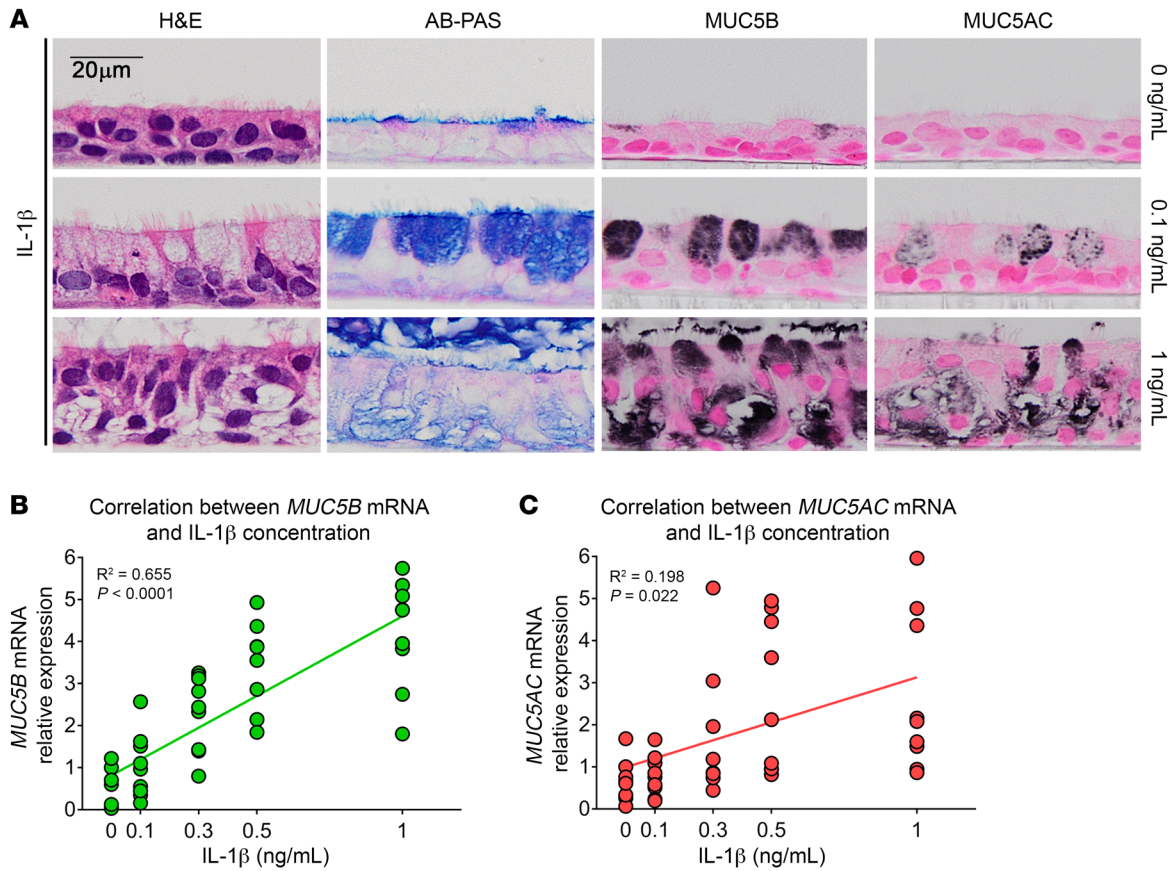 A
H&E
AB-PAS
MUC5B
MUC5AC
20μm
IL-1β
0 ng/mL
0.1 ng/mL
1 ng/mL
B
Correlation between MUC5B mRNA
and IL-1β concentration
R² = 0.655
P < 0.0001
MUC5B mRNA
relative expression
6
5
4
3
2
1
0
0 0.1 0.3 0.5 1
IL-1β (ng/mL)
C
Correlation between MUC5AC mRNA
and IL-1β concentration
R² = 0.198
P = 0.022
MUC5AC mRNA
relative expression
6
5
4
3
2
1
0
0 0.1 0.3 0.5 1
IL-1β (ng/mL)